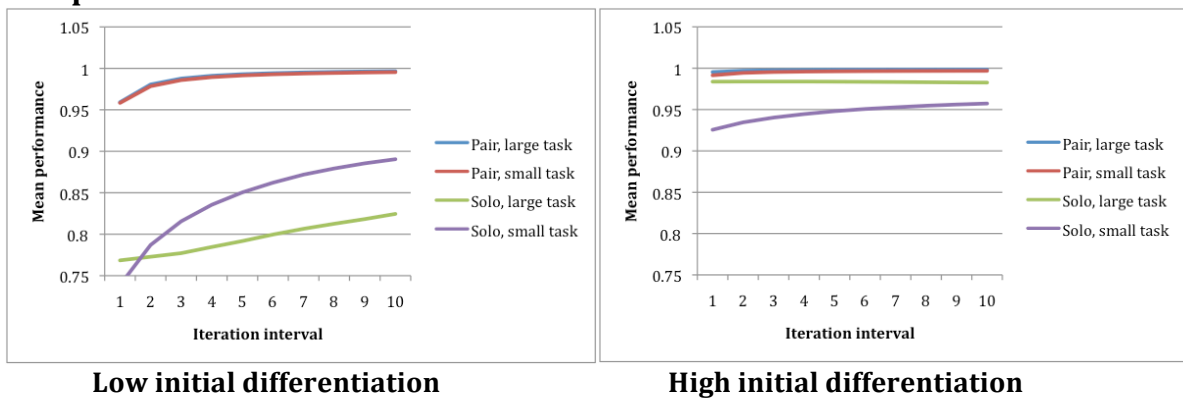 1.05
1
0.95
0.9
0.85
0.8
0.75
Mean performance
1 2 3 4 5 6 7 8 9 10
Iteration interval
Pair, large task
Pair, small task
Solo, large task
Solo, small task
Low initial differentiation
1.05
1
0.95
0.9
0.85
0.8
0.75
Mean performance
1 2 3 4 5 6 7 8 9 10
Iteration interval
Pair, large task
Pair, small task
Solo, large task
Solo, small task
High initial differentiation